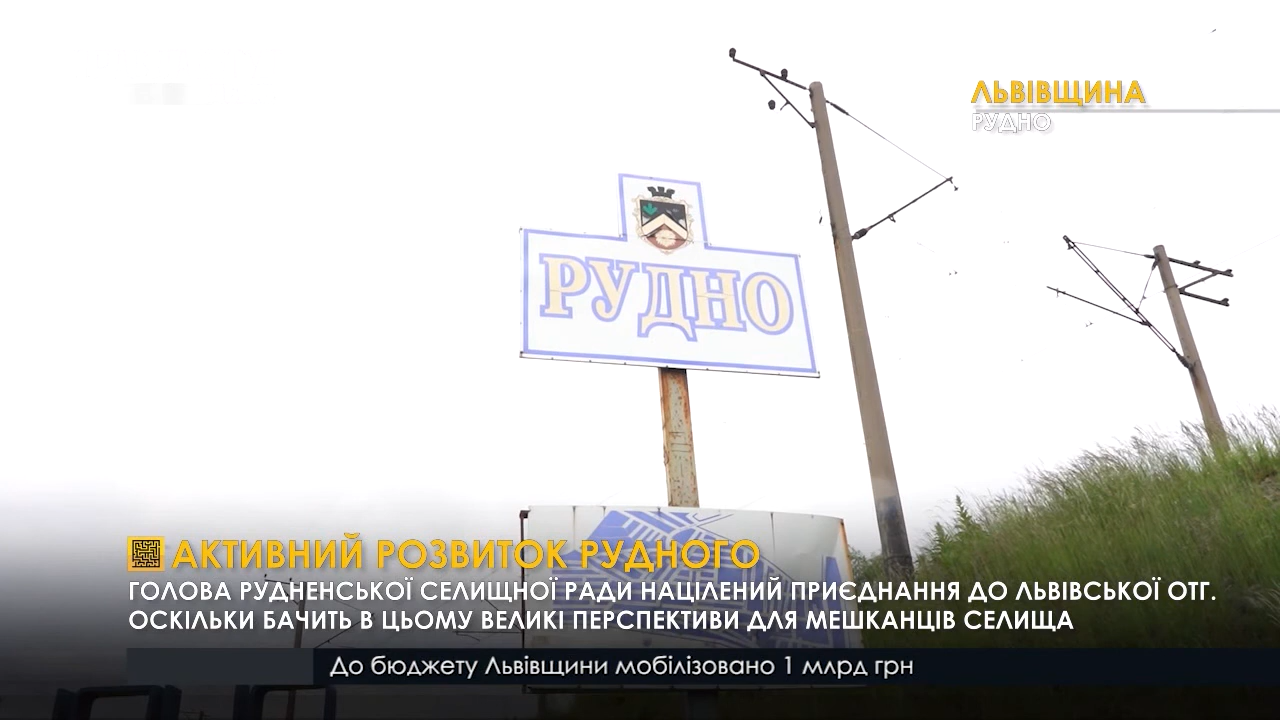 ЛЬВІВЩИНА
РУДНО
РУДНО
АКТИВНИЙ РОЗВИТОК РУДНОГО
ГОЛОВА РУДНЕНСЬКОЇ СЕЛИЩНОЇ РАДИ НАЦІЛЕНИЙ ПРИЄДНАННЯ ДО ЛЬВІВСЬКОЇ ОТГ.
ОСКІЛЬКИ БАЧИТЬ В ЦЬОМУ ВЕЛИКІ ПЕРСПЕКТИВИ ДЛЯ МЕШКАНЦІВ СЕЛИЩА
До бюджету Львівщини мобілізовано 1 млрд грн